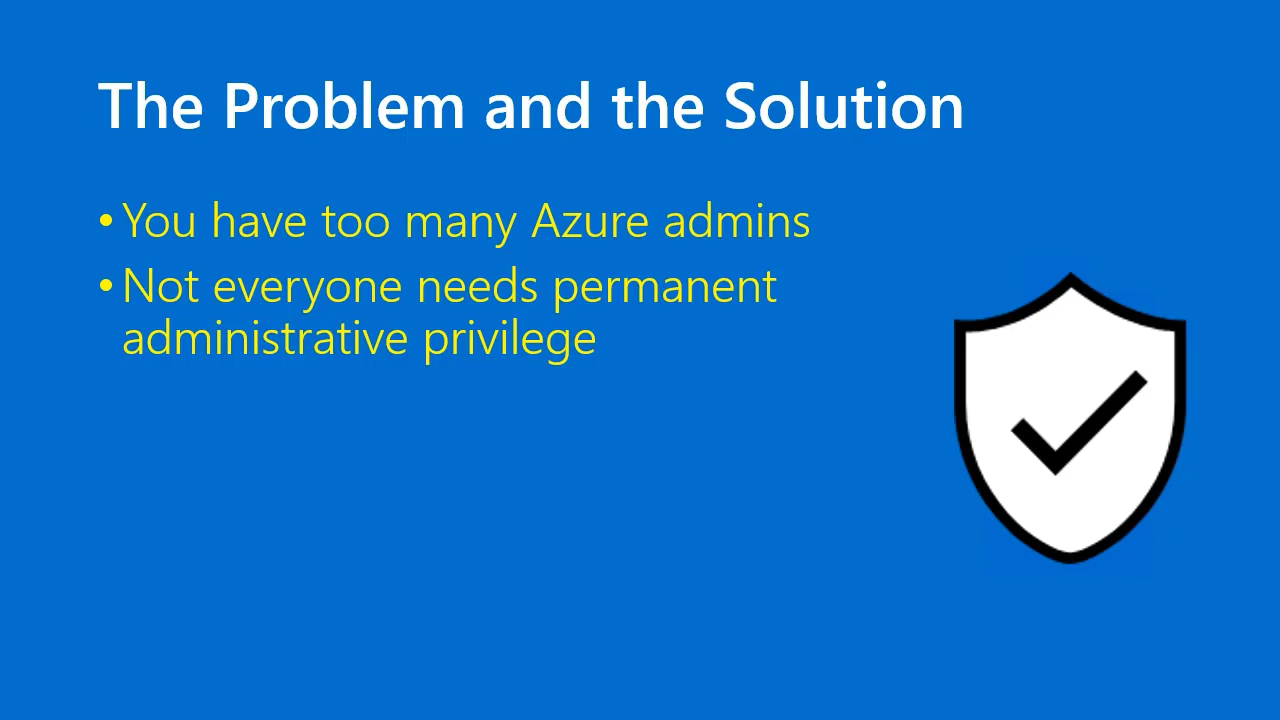 The Problem and the Solution
• You have too many Azure admins
• Not everyone needs permanent
administrative privilege